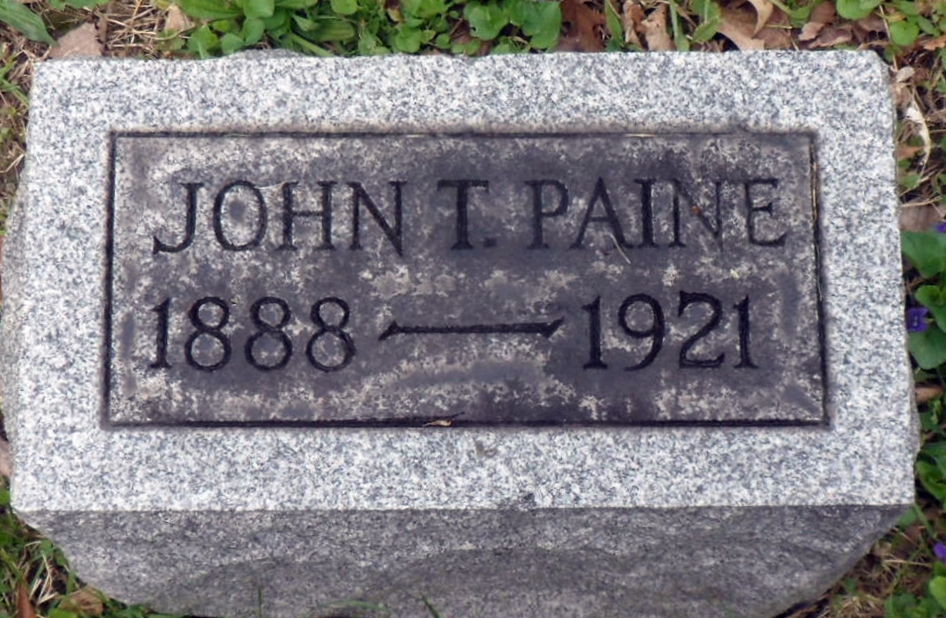 JOHN T. PAINE
1888 — 1921